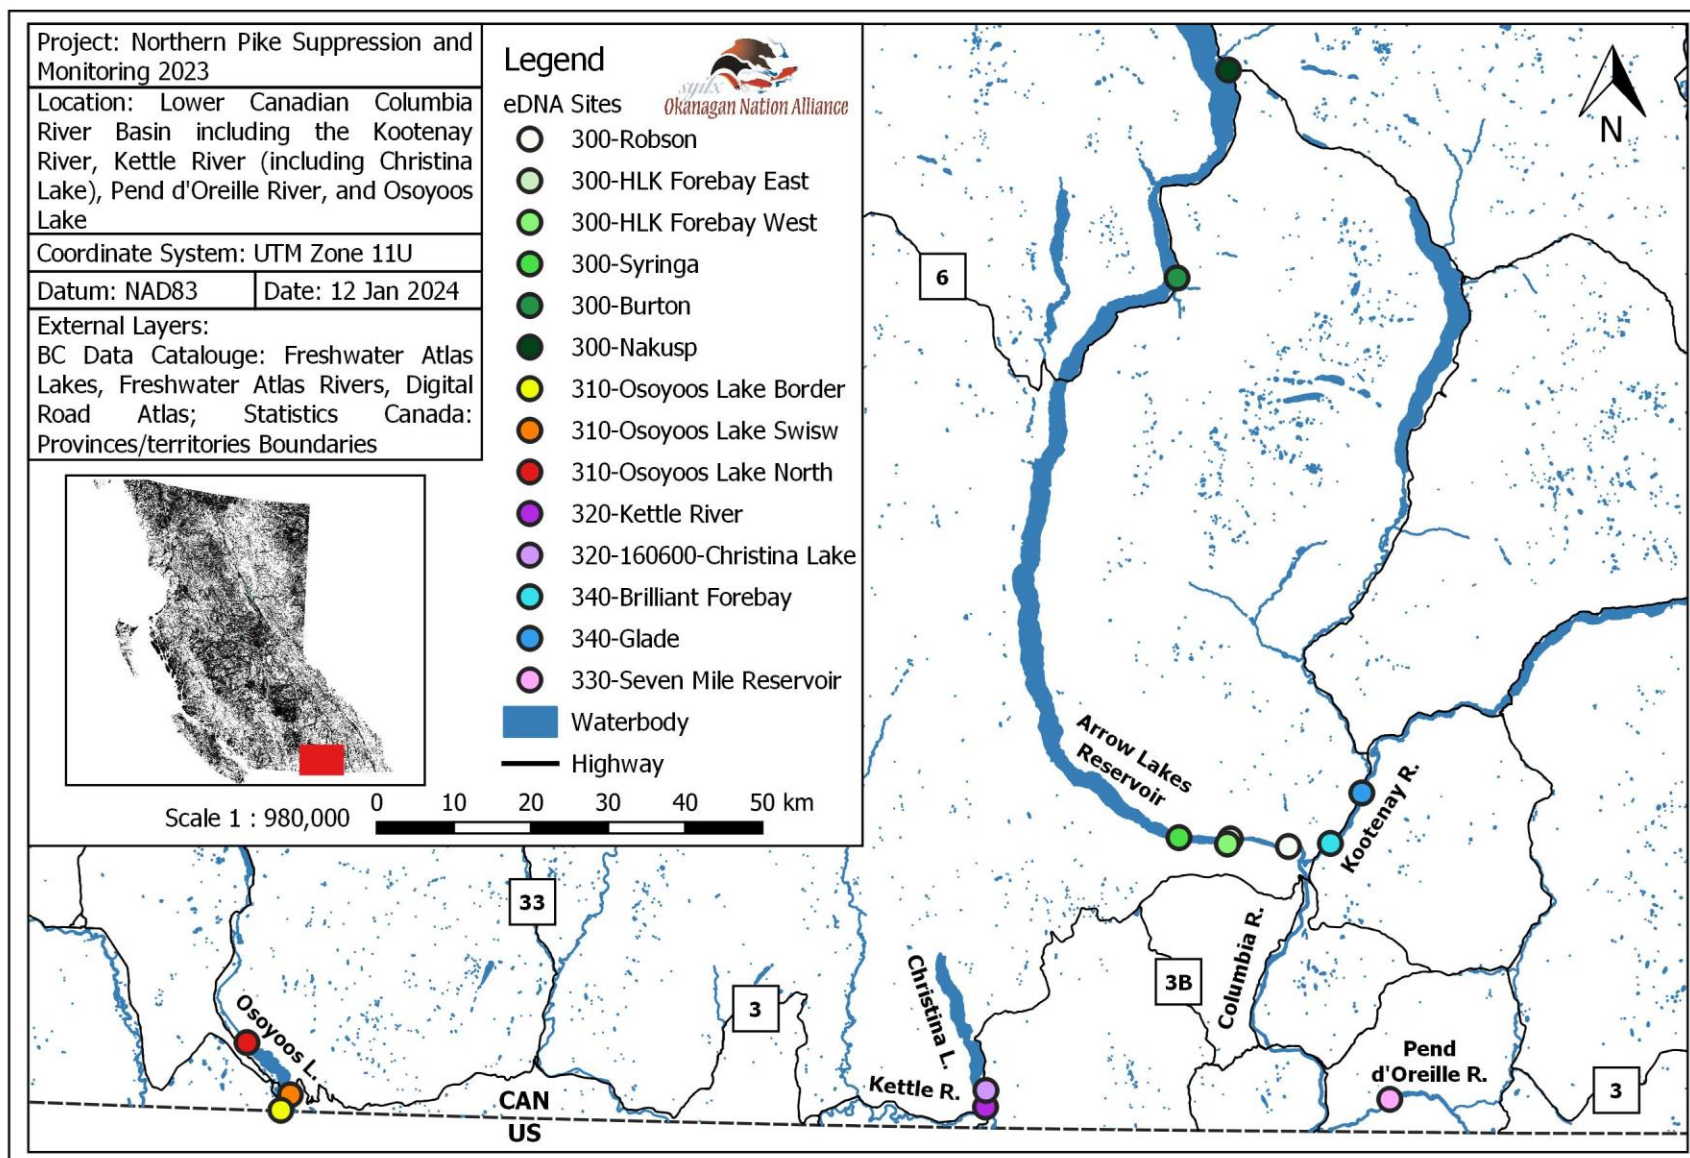 Project: Northern Pike Suppression and
Monitoring 2023
Location: Lower Canadian Columbia
River Basin including the Kootenay
River, Kettle River (including Christina
Lake), Pend d'Oreille River, and Osoyoos
Lake
Coordinate System: UTM Zone 11U
Datum: NAD83
Date: 12 Jan 2024
External Layers:
BC Data Catalouge: Freshwater Atlas
Lakes, Freshwater Atlas Rivers, Digital
Road Atlas; Statistics Canada:
Provinces/territories Boundaries
Scale 1 : 980,000
0 10 20 30 40 50 km
Legend
syilx
Okanagan Nation Alliance
eDNA Sites
300-Robson
300-HLK Forebay East
300-HLK Forebay West
300-Syringa
300-Burton
300-Nakusp
310-Osoyoos Lake Border
310-Osoyoos Lake Swisw
310-Osoyoos Lake North
320-Kettle River
320-160600-Christina Lake
340-Brilliant Forebay
340-Glade
330-Seven Mile Reservoir
Waterbody
Highway
N
6
Arrow Lakes
Reservoir
Kootenay R.
33
Columbia R.
Christina L.
3B
3
Osoyoos L.
Pend
d'Oreille R.
Kettle R.
3
CAN
US